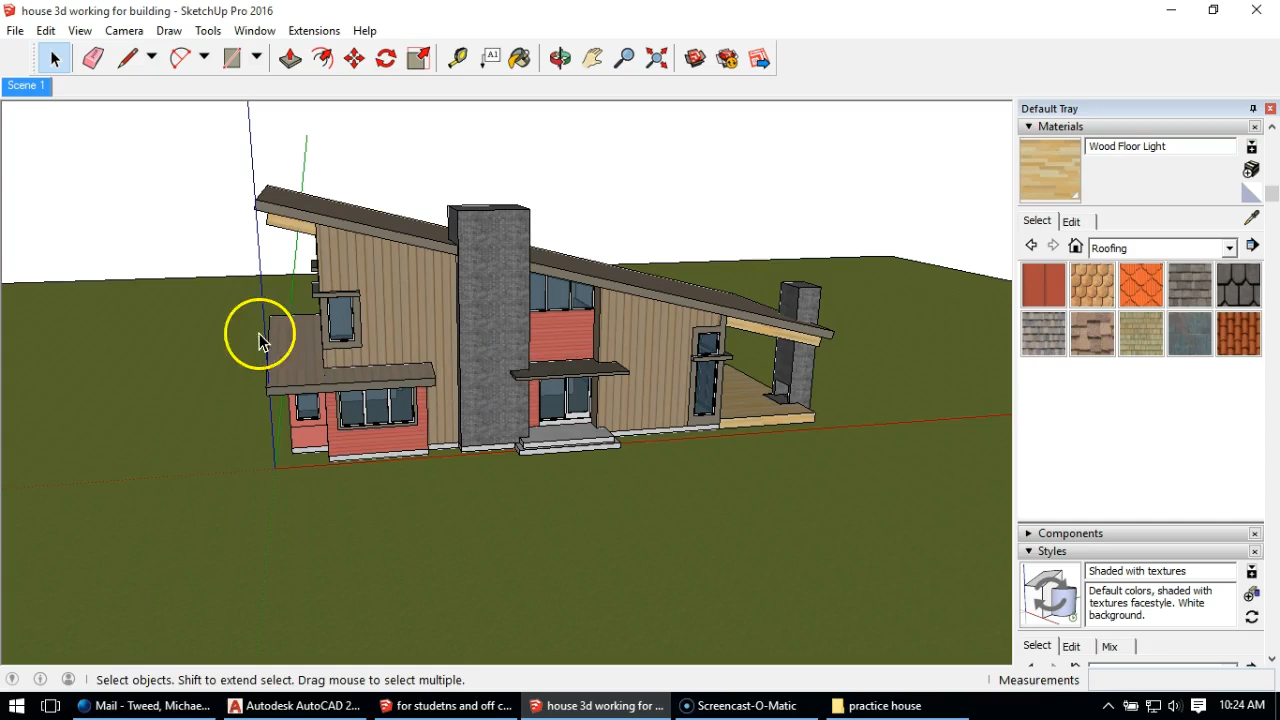 house 3d working for building - SketchUp Pro 2016
File Edit View Camera Draw Tools Window Extensions Help
A1
Scene 1
Default Tray
Materials
Wood Floor Light
Select Edit
Roofing
Components
Styles
Shaded with textures
Default colors, shaded with
textures facestyle. White
background.
Select Edit Mix
Select objects. Shift to extend select. Drag mouse to select multiple.
Measurements
Mail - Tweed, Michae...
Autodesk AutoCAD 2...
for studetns and off c...
house 3d working for ...
Screencast-O-Matic
practice house
10:24 AM